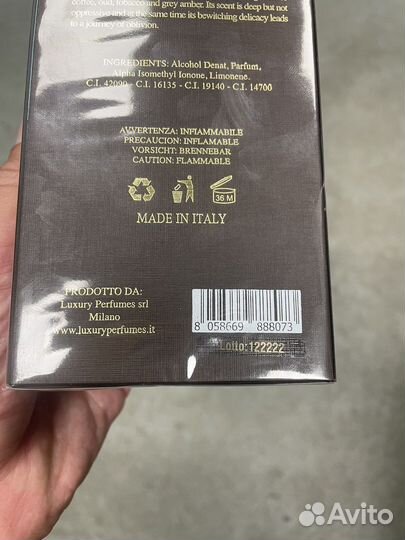 coffee, oud, tobacco and grey amber. Its scent is deep but not
oppressive and at the same time its bewitching delicacy leads
to a journey of oblivion.
INGREDIENTS: Alcohol Denat, Parfum,
Alpha Isomethyl Ionone, Limonene.
C.I. 42090 - C.I. 16135 - C.I. 19140 - C.I. 14700
AVVERTENZA: INFIAMMABILE
PRECAUCION: INFLAMABLE
VORSICHT: BRENNEBAR
CAUTION: FLAMMABLE
36 M
MADE IN ITALY
PRODOTTO DA:
Luxury Perfumes srl
Milano
www.luxuryperfumes.it
8 058669 888073
Lotto: 122222
Avito